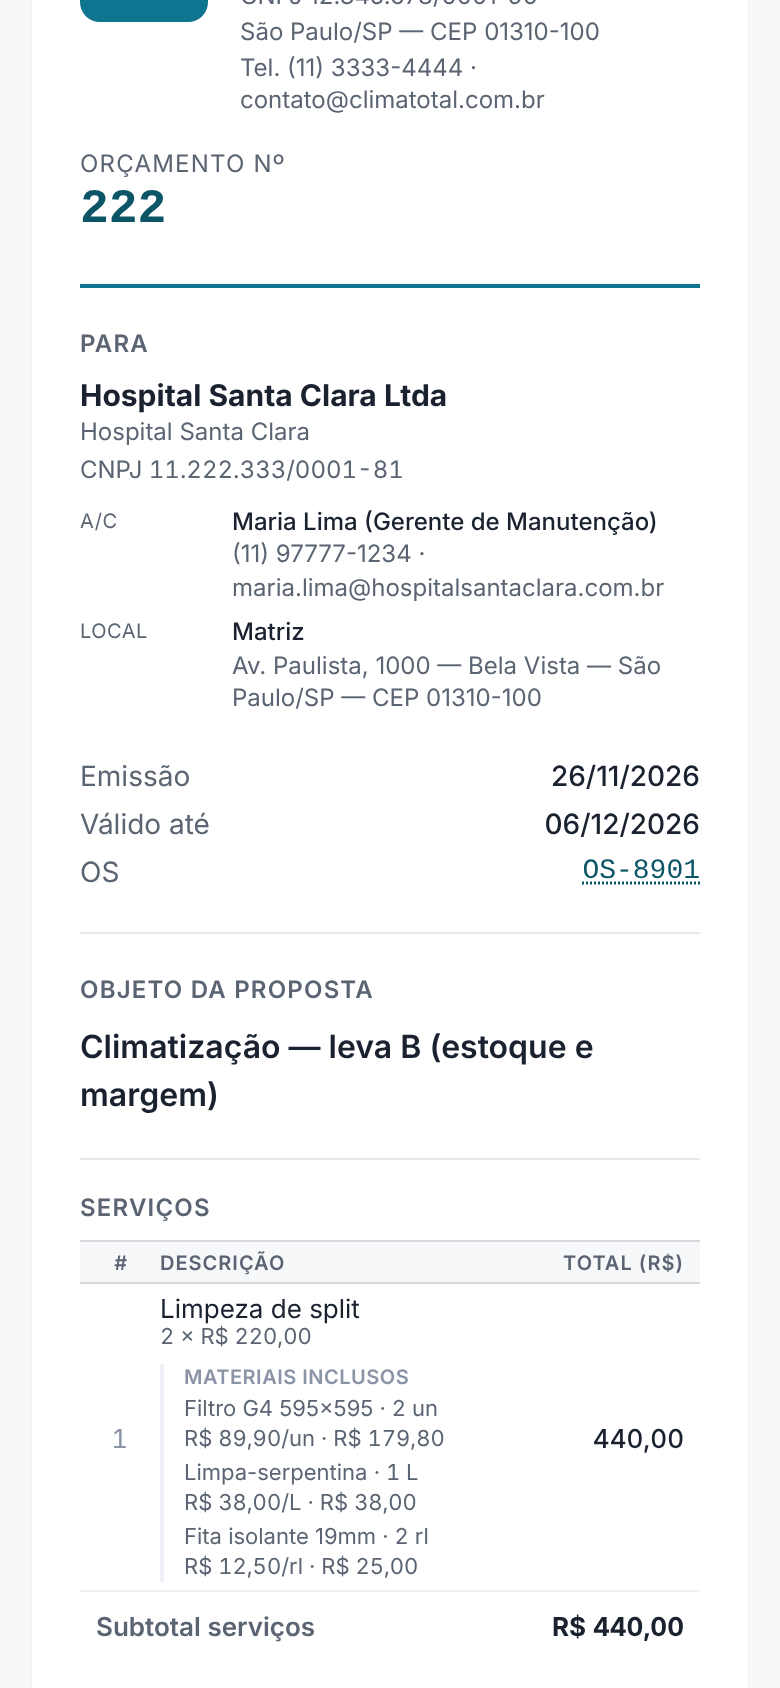 São Paulo/SP — CEP 01310-100
Tel. (11) 3333-4444 ·
contato@climatotal.com.br
ORÇAMENTO Nº
222
PARA
Hospital Santa Clara Ltda
Hospital Santa Clara
CNPJ 11.222.333/0001-81
A/C
Maria Lima (Gerente de Manutenção)
(11) 97777-1234 ·
maria.lima@hospitalsantaclara.com.br
LOCAL
Matriz
Av. Paulista, 1000 — Bela Vista — São
Paulo/SP — CEP 01310-100
Emissão 26/11/2026
Válido até 06/12/2026
OS OS-8901
OBJETO DA PROPOSTA
Climatização — leva B (estoque e
margem)
SERVIÇOS
# DESCRIÇÃO TOTAL (R$)
Limpeza de split
2 × R$ 220,00
MATERIAIS INCLUSOS
Filtro G4 595×595 · 2 un
1 R$ 89,90/un · R$ 179,80 440,00
Limpa-serpentina · 1 L
R$ 38,00/L · R$ 38,00
Fita isolante 19mm · 2 rl
R$ 12,50/rl · R$ 25,00
Subtotal serviços R$ 440,00